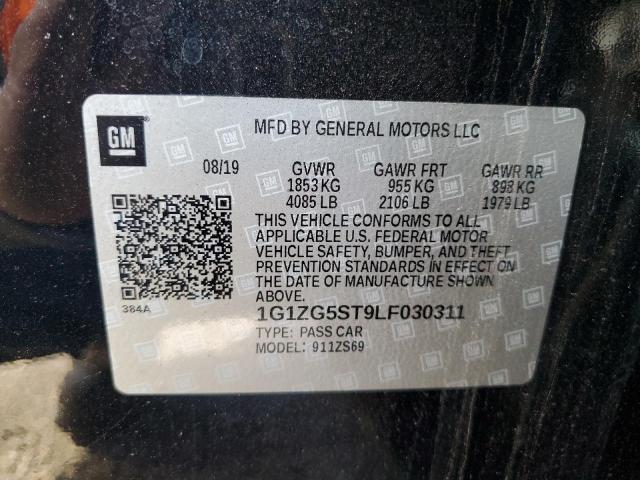 GM
MFD BY GENERAL MOTORS LLC
08/19 GVWR GAWR FRT GAWR RR
1853 KG 955 KG 898 KG
4085 LB 2106 LB 1979 LB
THIS VEHICLE CONFORMS TO ALL
APPLICABLE U.S. FEDERAL MOTOR
VEHICLE SAFETY, BUMPER, AND THEFT
PREVENTION STANDARDS IN EFFECT ON
THE DATE OF MANUFACTURE SHOWN
ABOVE.
384A
1G1ZG5ST9LF030311
TYPE: PASS CAR
MODEL: 911ZS69